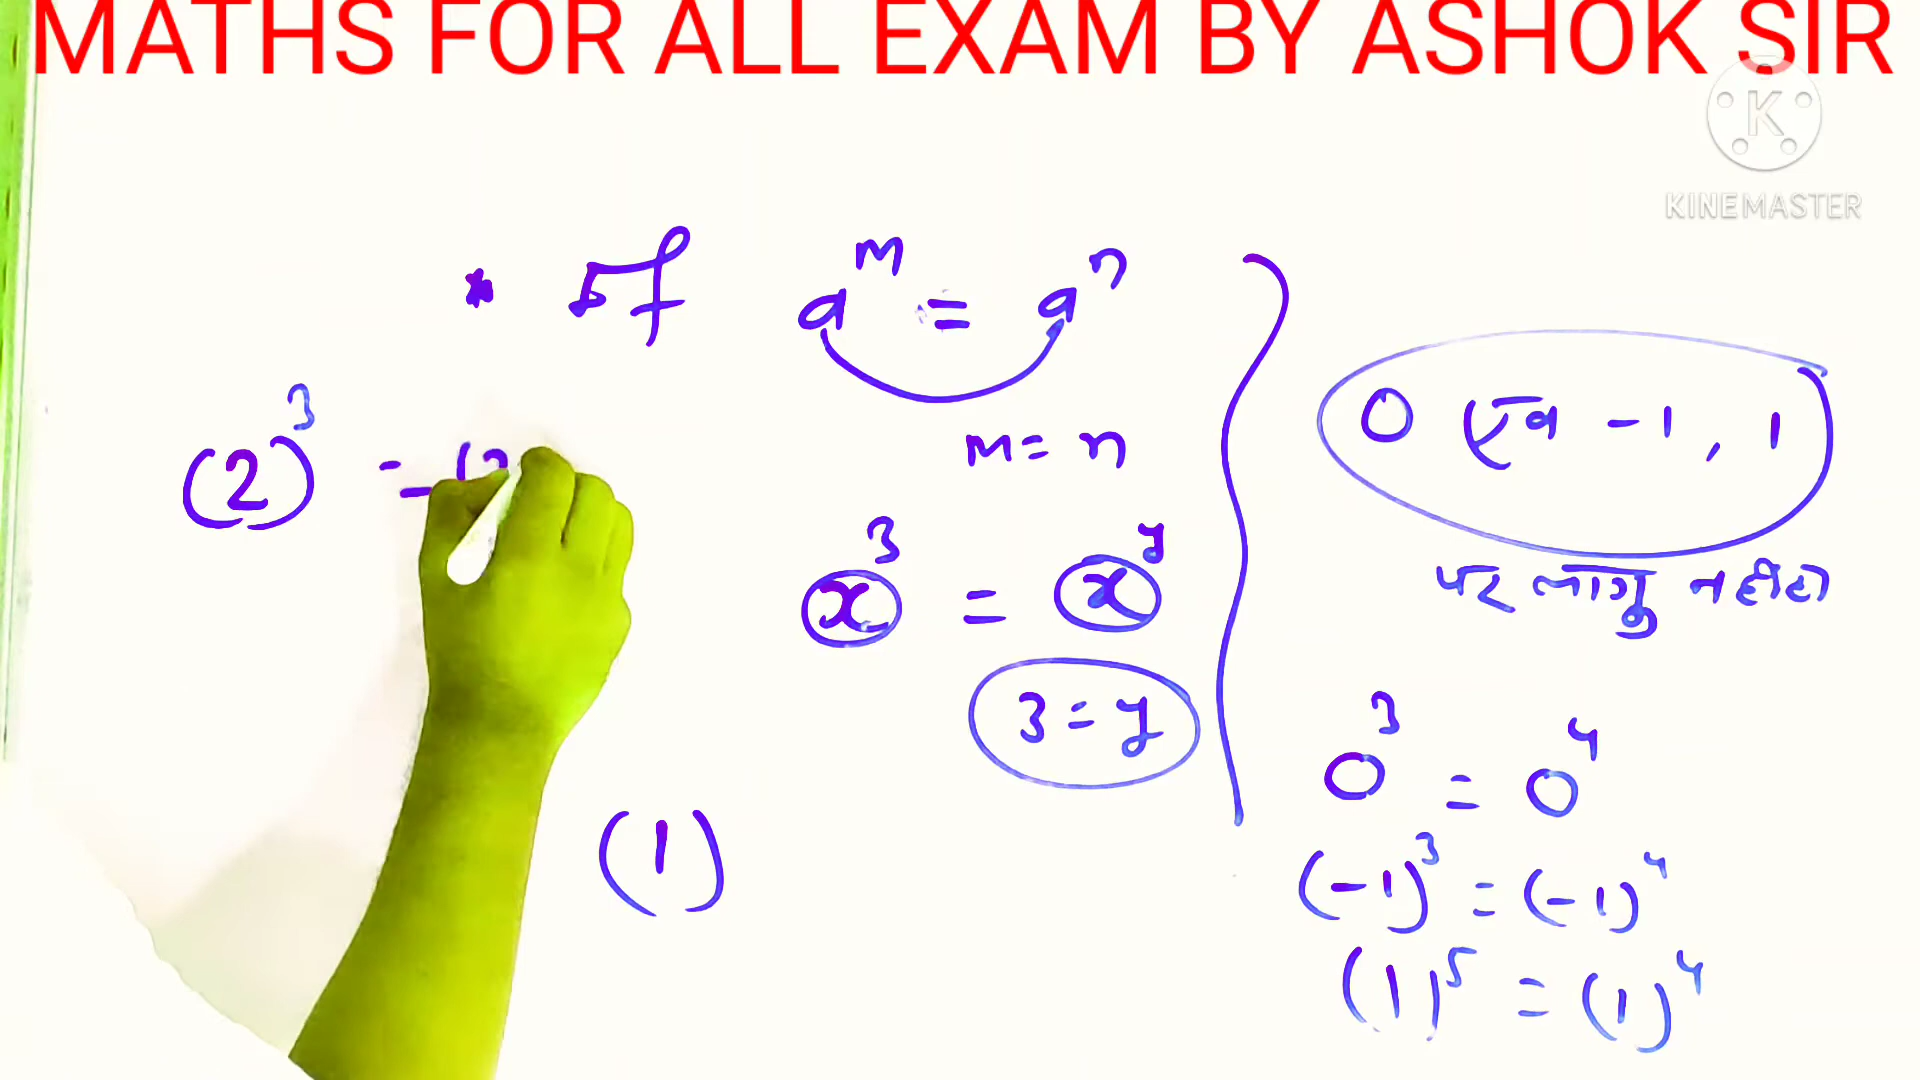 MATHS FOR ALL EXAM BY ASHOK SIR
K
KINEMASTER
* If a^m = a^n
m = n
(2)^3 = (2
x^3 = x^y
3 = y
(1)
0 एवं -1, 1
पर लागू नहीं हो
0^3 = 0^4
(-1)^3 = (-1)^4
(1)^5 = (1)^4